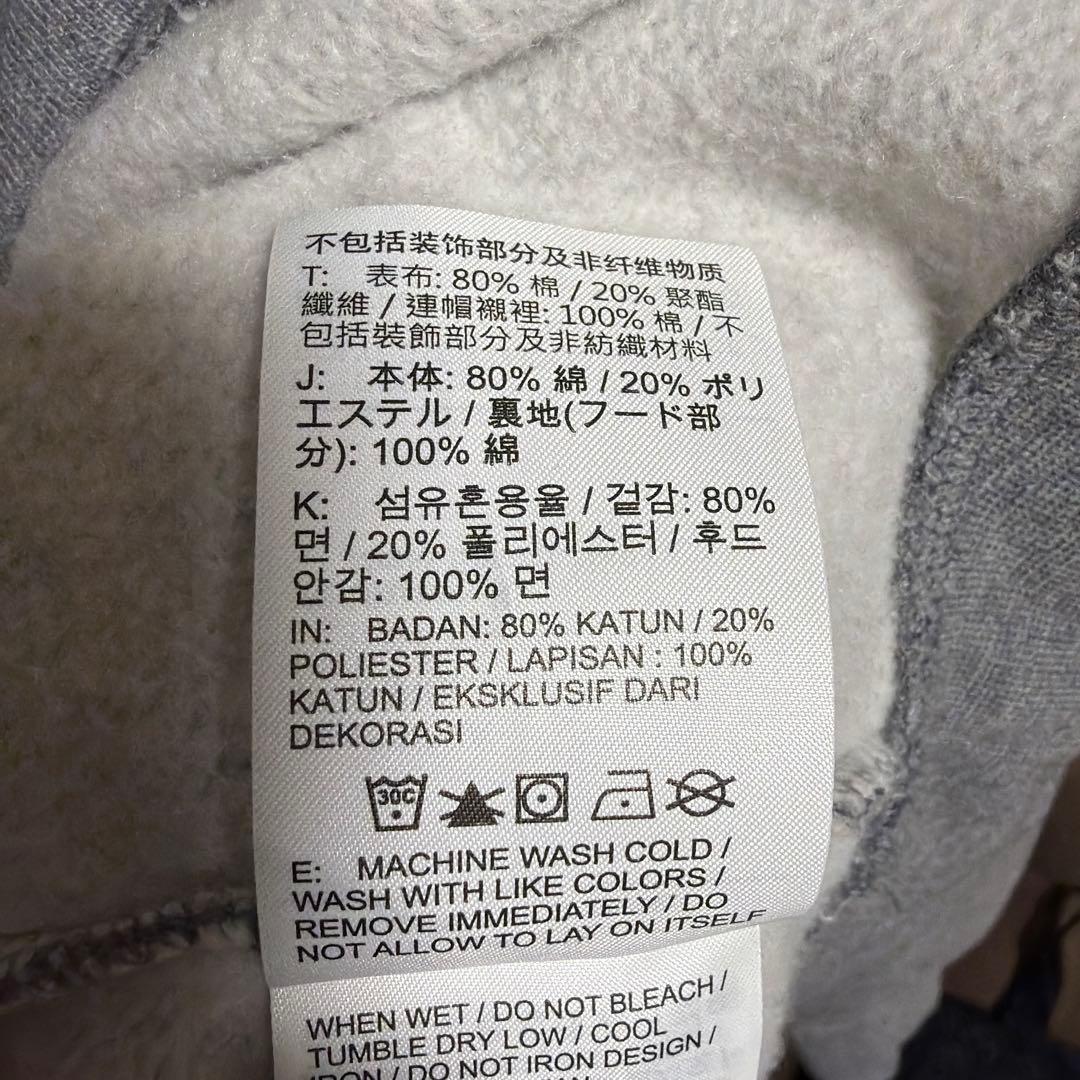 不包括装饰部分及非纤维物质
T: 表布: 80% 棉 / 20% 聚酯
纖維 / 連帽襯裡: 100% 棉 / 不
包括裝飾部分及非紡織材料
J: 本体: 80% 綿 / 20% ポリ
エステル / 裏地(フード部
分): 100% 綿
K: 섬유혼용율 / 겉감: 80%
면 / 20% 폴리에스터 / 후드
안감: 100% 면
IN: BADAN: 80% KATUN / 20%
POLIESTER / LAPISAN : 100%
KATUN / EKSKLUSIF DARI
DEKORASI
30C
E: MACHINE WASH COLD /
WASH WITH LIKE COLORS /
REMOVE IMMEDIATELY / DO
NOT ALLOW TO LAY ON ITSELF
WHEN WET / DO NOT BLEACH /
TUMBLE DRY LOW / COOL
IRON / DO NOT IRON DESIGN /